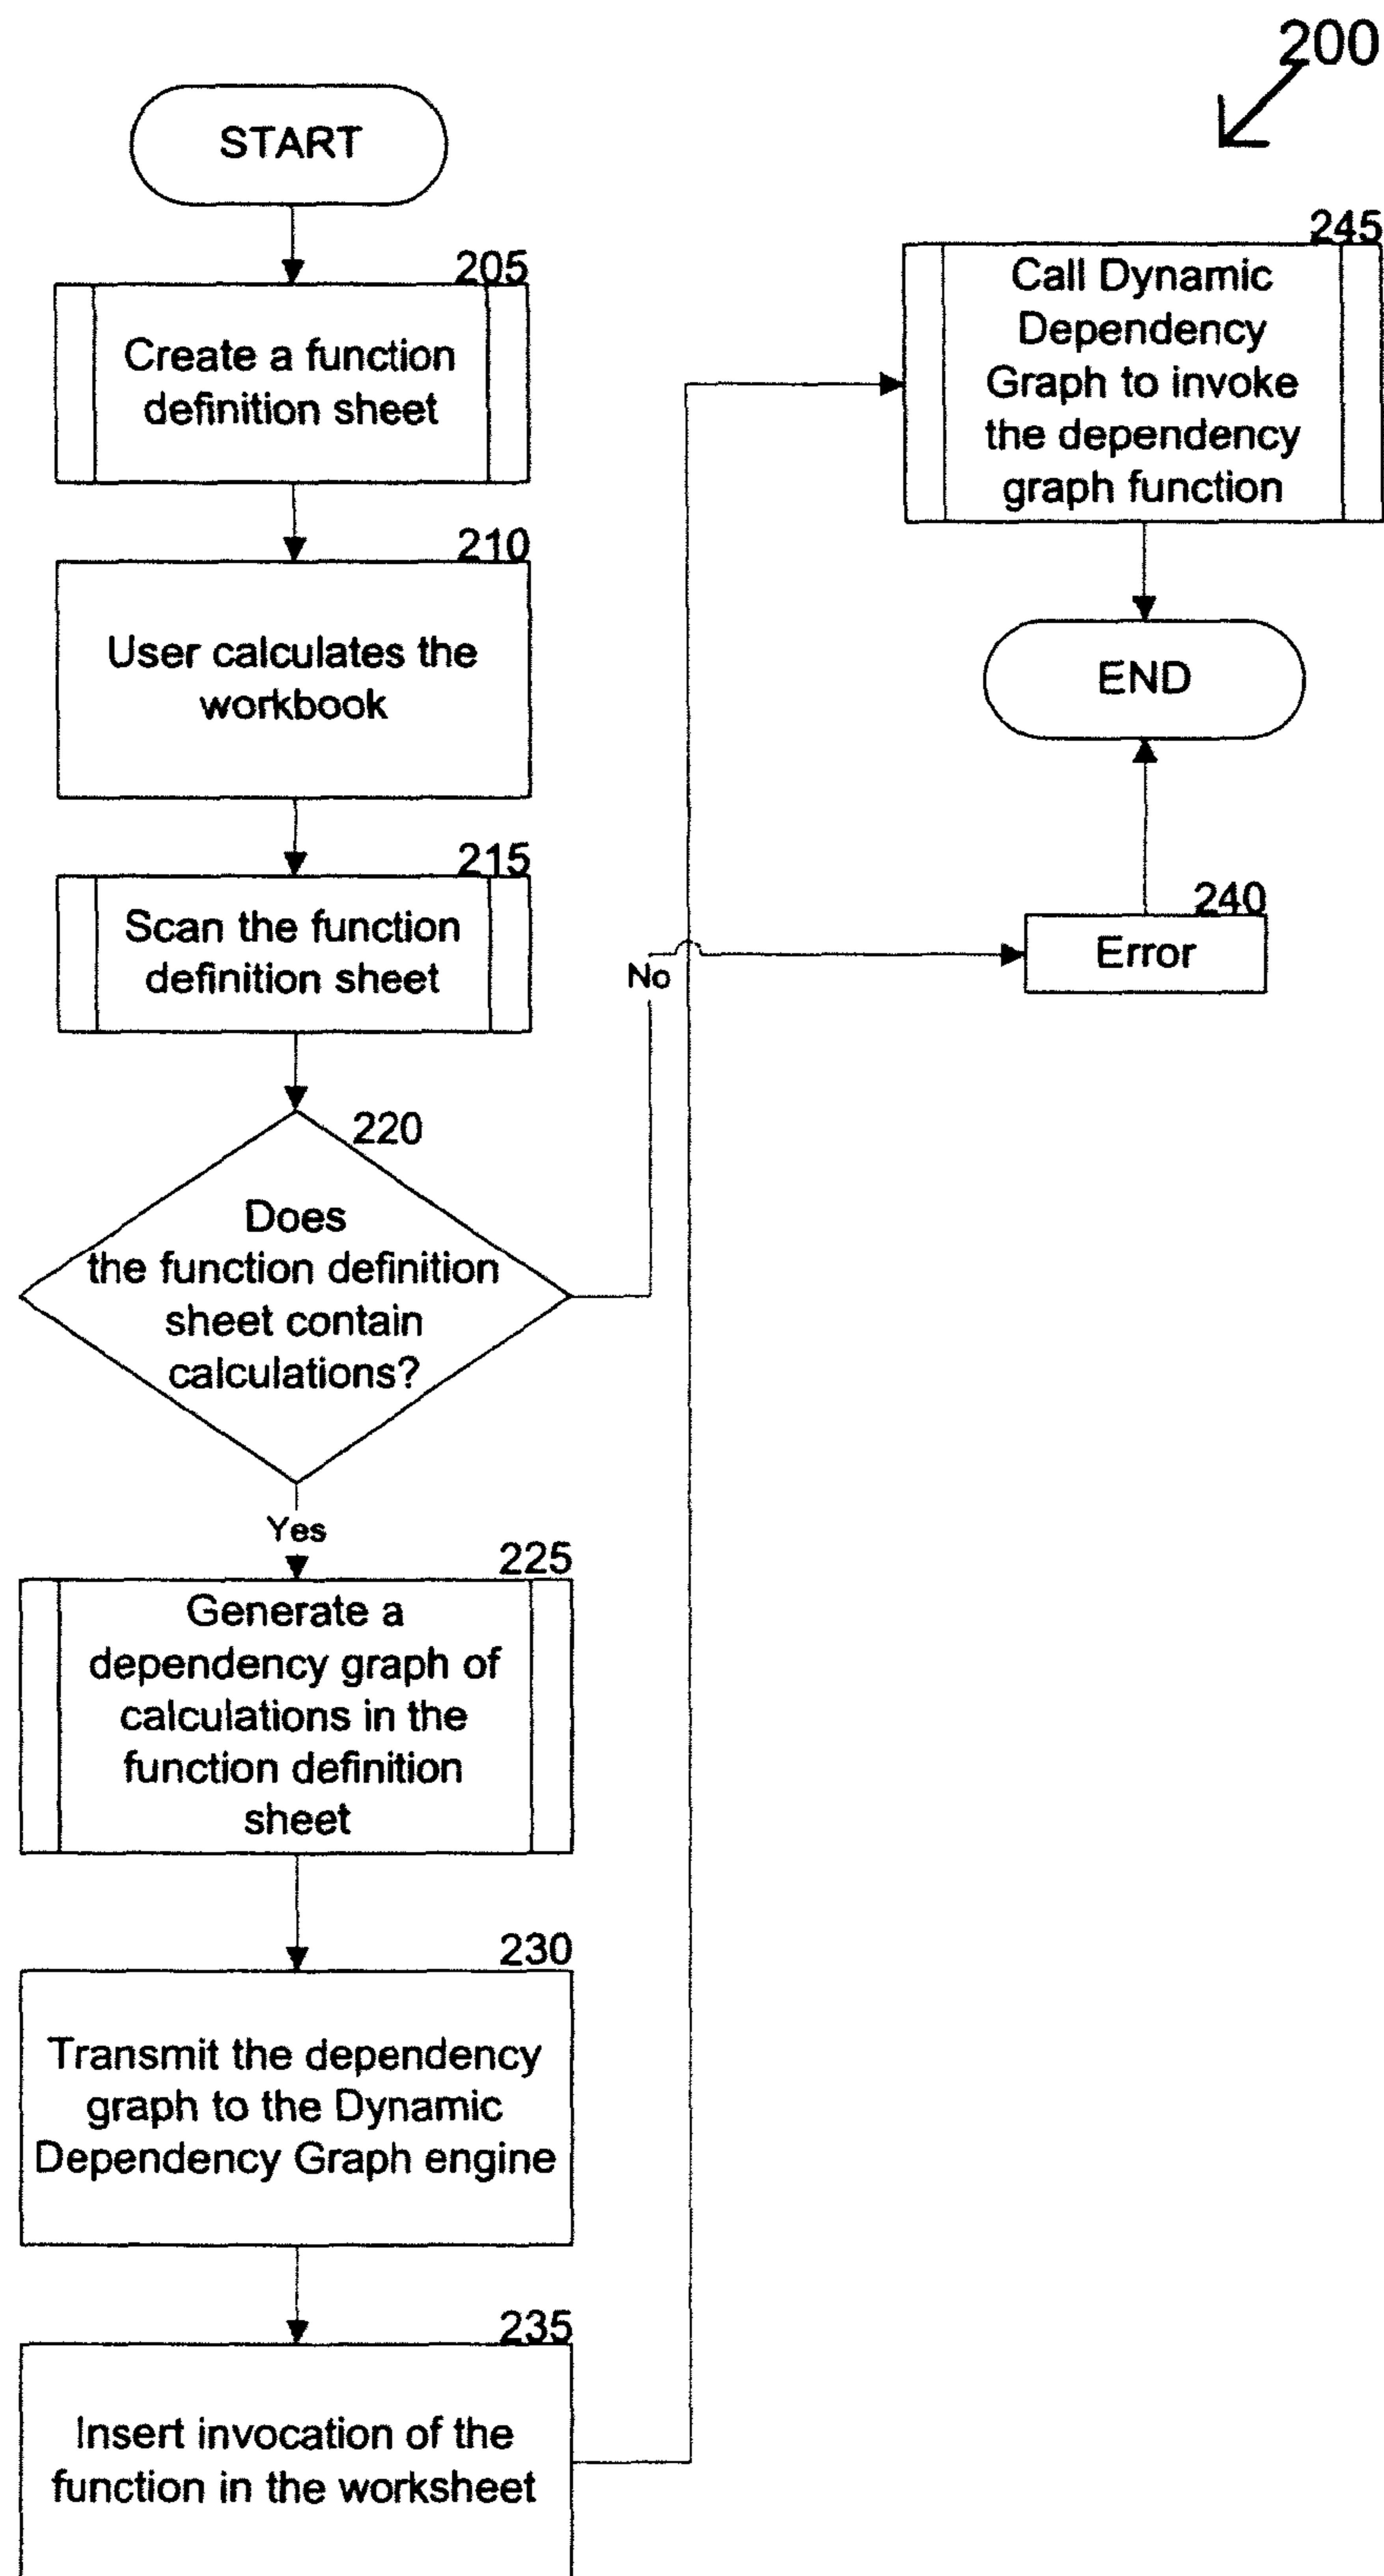 200
START
205
Create a function
definition sheet
210
User calculates the
workbook
215
Scan the function
definition sheet
220
Does
the function definition
sheet contain
calculations?
No
Yes
225
Generate a
dependency graph of
calculations in the
function definition
sheet
230
Transmit the dependency
graph to the Dynamic
Dependency Graph engine
235
Insert invocation of the
function in the worksheet
245
Call Dynamic
Dependency
Graph to invoke
the dependency
graph function
END
240
Error